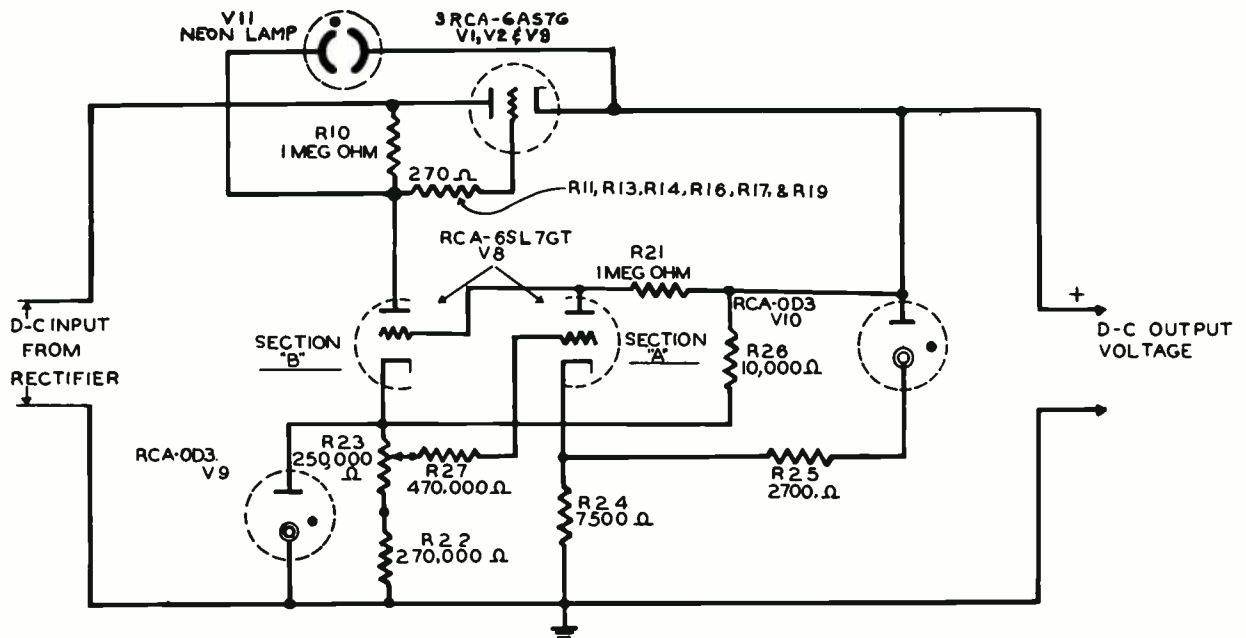 V11
NEON LAMP
3 RCA-6AS7G
V1, V2 & V9
R10
1 MEG OHM
270 Ω
R11, R13, R14, R16, R17, & R19
RCA-6SL7GT
V8
R21
1 MEG OHM
RCA-OD3
V10
D-C INPUT
FROM
RECTIFIER
SECTION
"B"
SECTION
"A"
R26
10,000 Ω
+
D-C OUTPUT
VOLTAGE
RCA-OD3.
V9
R23
250,000
Ω
R27
470,000 Ω
R25
2700. Ω
R24
7500 Ω
R22
270,000 Ω